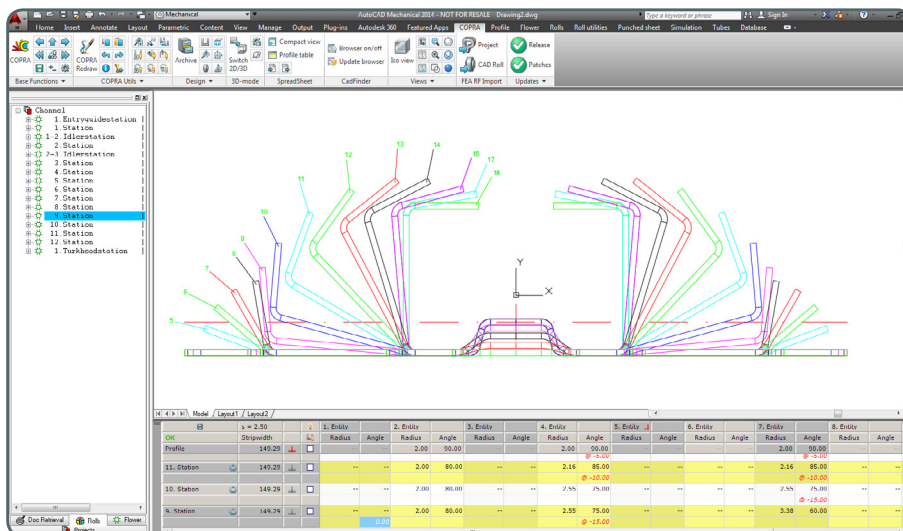 Mechanical
AutoCAD Mechanical 2014 - NOT FOR RESALE Drawing2.dwg
Type a keyword or phrase
Sign In
Home Insert Annotate Layout Parametric Content View Manage Output Plug-ins Autodesk 360 Featured Apps COPRA Profile Flower Rolls Roll utilities Punched sheet Simulation Tubes Database
COPRA
COPRA Redraw
Archive
Switch 2D/3D
Compact view
Profile table
Browser on/off
Update browser
Iso view
Project
CAD Roll
Release
Patches
Base Functions
COPRA Utils
Design
3D-mode
SpreadSheet
CadFinder
Views
FEA RF Import
Updates
Channel
1.Entryguidestation
1.Station
1-2.Idlerstation
2.Station
2-3.Idlerstation
3.Station
4.Station
5.Station
6.Station
7.Station
8.Station
9.Station
10.Station
11.Station
12.Station
1.Turkheadstation
5
6
7
8
9
10
11
12
13
14
15
17
Y
X
Model Layout1 Layout2
s = 2.50 1. Entity 2. Entity 3. Entity 4. Entity 5. Entity 6. Entity 7. Entity 8. Entity
OK Stripwidth Radius Angle Radius Angle Radius Angle Radius Angle Radius Angle Radius Angle Radius Angle Radius Angle
Profile 149.29 -- -- 2.00 90.00 -- -- 2.00 90.00 -- -- -- -- 2.00 90.00 --
@ -5.00 @ -5.00
11. Station 149.29 -- -- 2.00 80.00 -- -- 2.16 85.00 -- -- -- -- 2.16 85.00 --
@ -10.00 @ -10.00
10. Station 149.29 -- -- 2.00 80.00 -- -- 2.55 75.00 -- -- -- -- 2.55 75.00 --
@ -15.00
9. Station 149.29 -- -- 2.00 80.00 -- -- 2.55 75.00 -- -- -- -- 3.38 60.00 --
0.00 @ -15.00
Doc Retrieval Rolls Flower
Projects